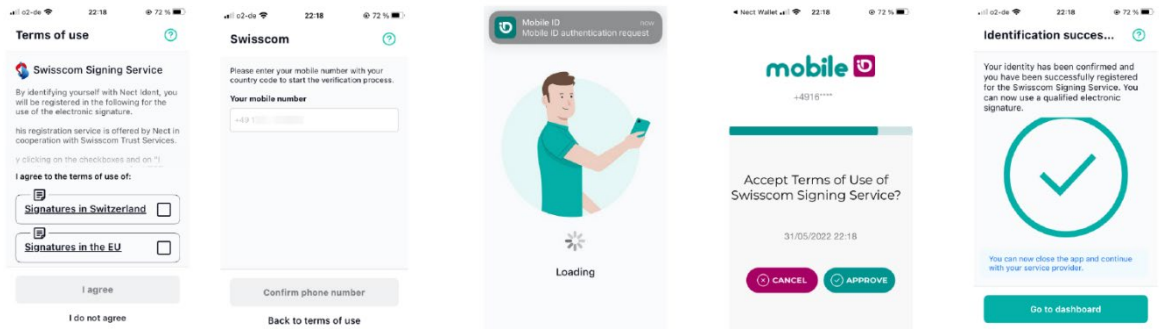 o2-de 22:18 72 %
Terms of use
Swisscom Signing Service
By identifying yourself with Nect Ident, you
will be registered in the following for the
use of the electronic signature.
his registration service is offered by Nect in
cooperation with Swisscom Trust Services.
y clicking on the checkboxes and on "I
I agree to the terms of use of:
Signatures in Switzerland
Signatures in the EU
I agree
I do not agree
o2-de 22:18 72 %
Swisscom
Please enter your mobile number with your
country code to start the verification process.
Your mobile number
+49 1
Confirm phone number
Back to terms of use
Mobile ID now
Mobile ID authentication request
Loading
Nect Wallet 22:18 72 %
mobile ID
+4916****
Accept Terms of Use of
Swisscom Signing Service?
31/05/2022 22:18
CANCEL APPROVE
o2-de 22:18 72 %
Identification succes...
Your identity has been confirmed and
you have been successfully registered
for the Swisscom Signing Service. You
can now use a qualified electronic
signature.
You can now close the app and continue
with your service provider.
Go to dashboard